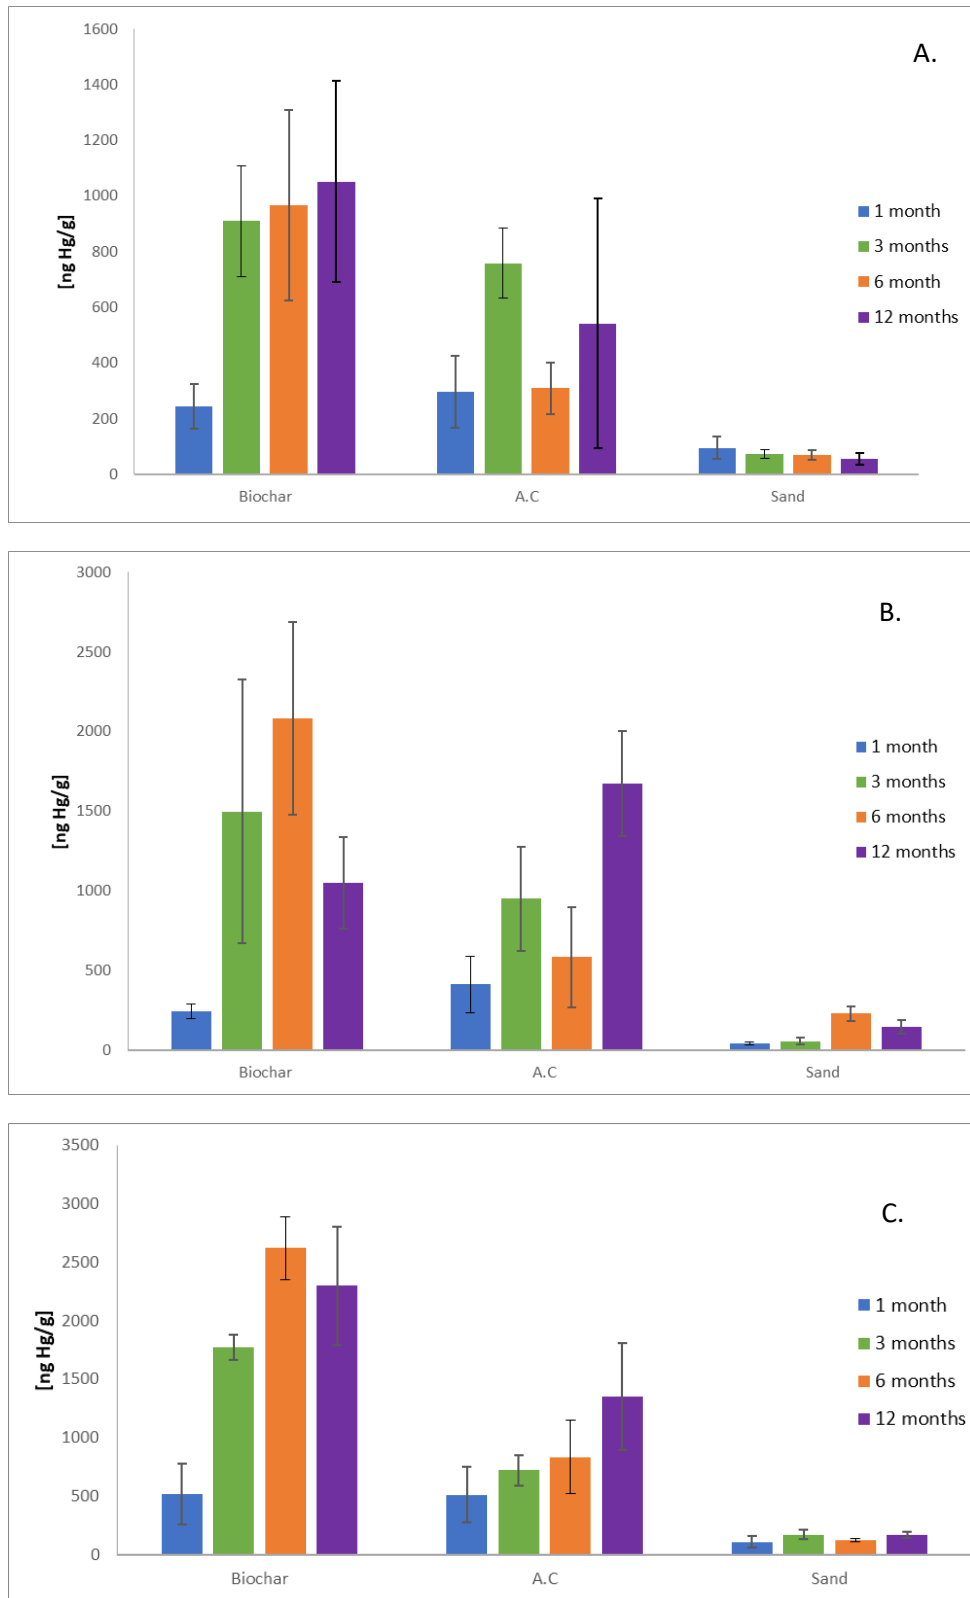 A.
[ng Hg/g]
1600
1400
1200
1000
800
600
400
200
0
Biochar
A.C
Sand
1 month
3 months
6 month
12 months
B.
[ng Hg/g]
3000
2500
2000
1500
1000
500
0
Biochar
A.C
Sand
1 month
3 months
6 months
12 months
C.
[ng Hg/g]
3500
3000
2500
2000
1500
1000
500
0
Biochar
A.C
Sand
1 month
3 months
6 months
12 months